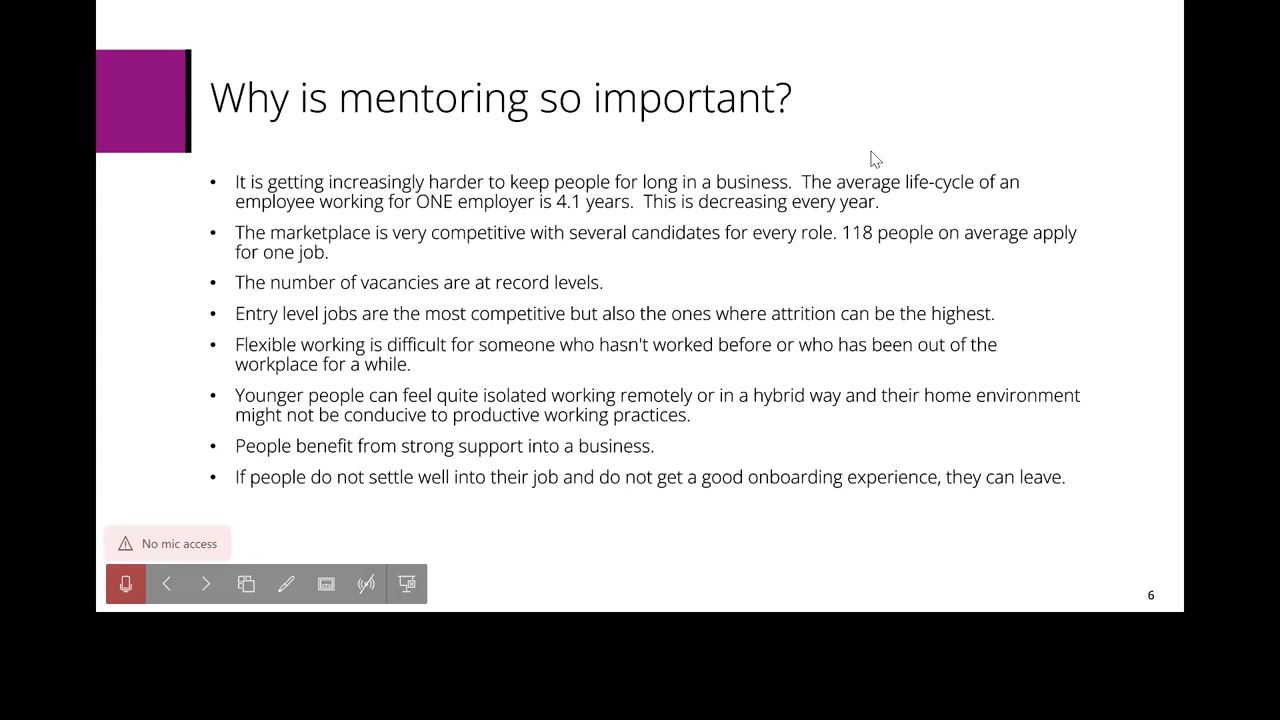 Why is mentoring so important?
• It is getting increasingly harder to keep people for long in a business.  The average life-cycle of an
employee working for ONE employer is 4.1 years.  This is decreasing every year.
• The marketplace is very competitive with several candidates for every role. 118 people on average apply
for one job.
• The number of vacancies are at record levels.
• Entry level jobs are the most competitive but also the ones where attrition can be the highest.
• Flexible working is difficult for someone who hasn't worked before or who has been out of the
workplace for a while.
• Younger people can feel quite isolated working remotely or in a hybrid way and their home environment
might not be conducive to productive working practices.
• People benefit from strong support into a business.
• If people do not settle well into their job and do not get a good onboarding experience, they can leave.
No mic access
6